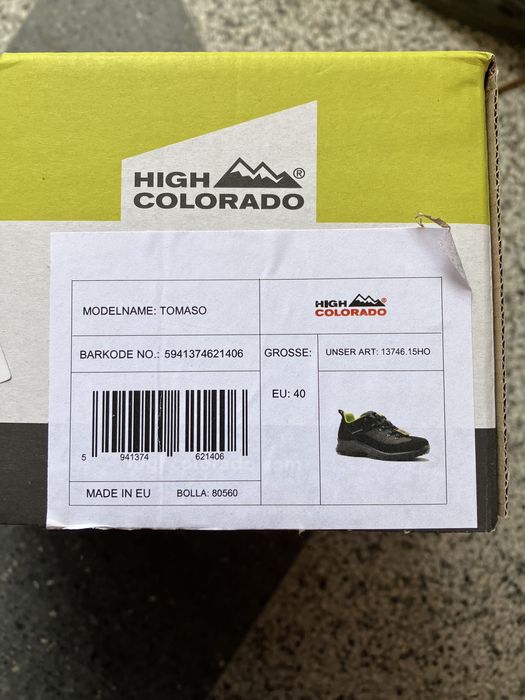 HIGH
COLORADO
®
MODELNAME: TOMASO
HIGH
COLORADO
BARKODE NO.: 5941374621406
GROSSE:
UNSER ART: 13746.15HO
EU: 40
5 941374 621406
MADE IN EU
BOLLA: 80560